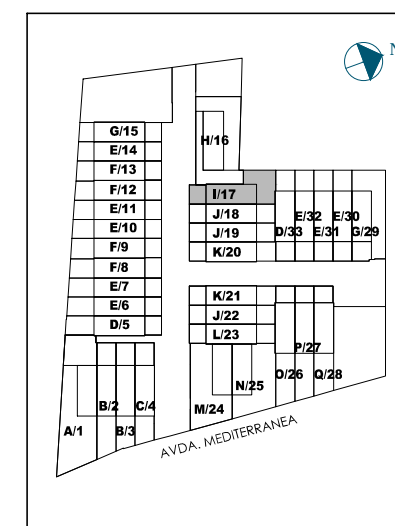 N
G/15
E/14
F/13
F/12
E/11
E/10
F/9
F/8
E/7
E/6
D/5
H/16
I/17
J/18
J/19
K/20
E/32 E/30
D/33 E/31 G/29
K/21
J/22
L/23
P/27
N/25 O/26 Q/28
B/2 C/4
M/24
A/1 B/3
AVDA. MEDITERRANEA